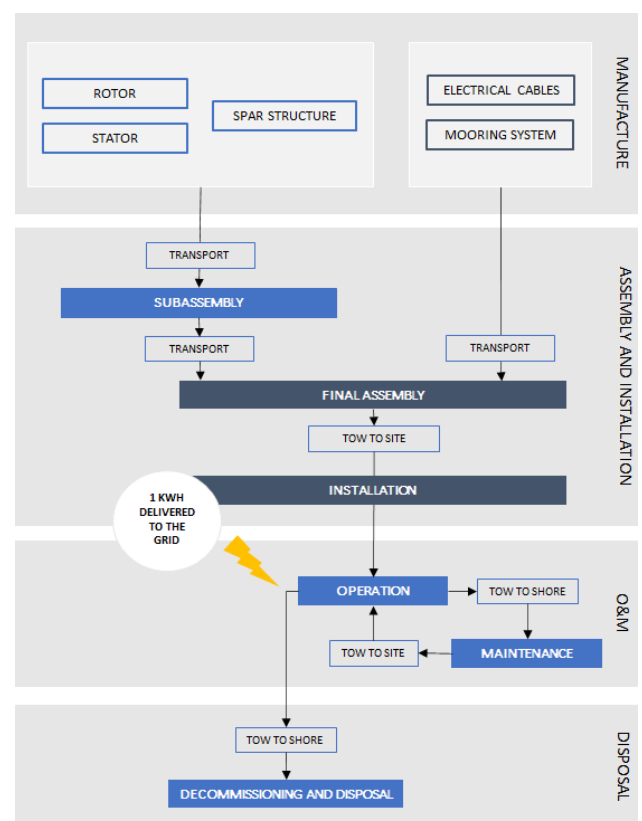 MANUFACTURE
ROTOR
STATOR
SPAR STRUCTURE
ELECTRICAL CABLES
MOORING SYSTEM
ASSEMBLY AND INSTALLATION
TRANSPORT
SUBASSEMBLY
TRANSPORT
TRANSPORT
FINAL ASSEMBLY
TOW TO SITE
INSTALLATION
1 KWH
DELIVERED
TO THE
GRID
O&M
OPERATION
TOW TO SHORE
TOW TO SITE
MAINTENANCE
DISPOSAL
TOW TO SHORE
DECOMMISSIONING AND DISPOSAL